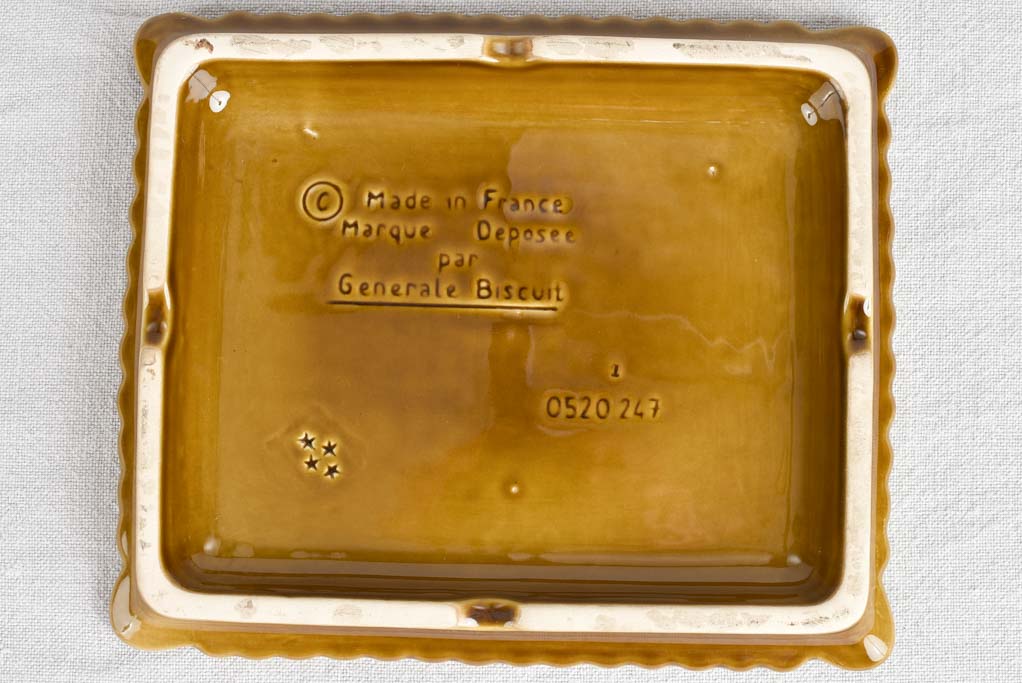 © Made in France
Marque Deposee
par
Generale Biscuit
1
0520 247